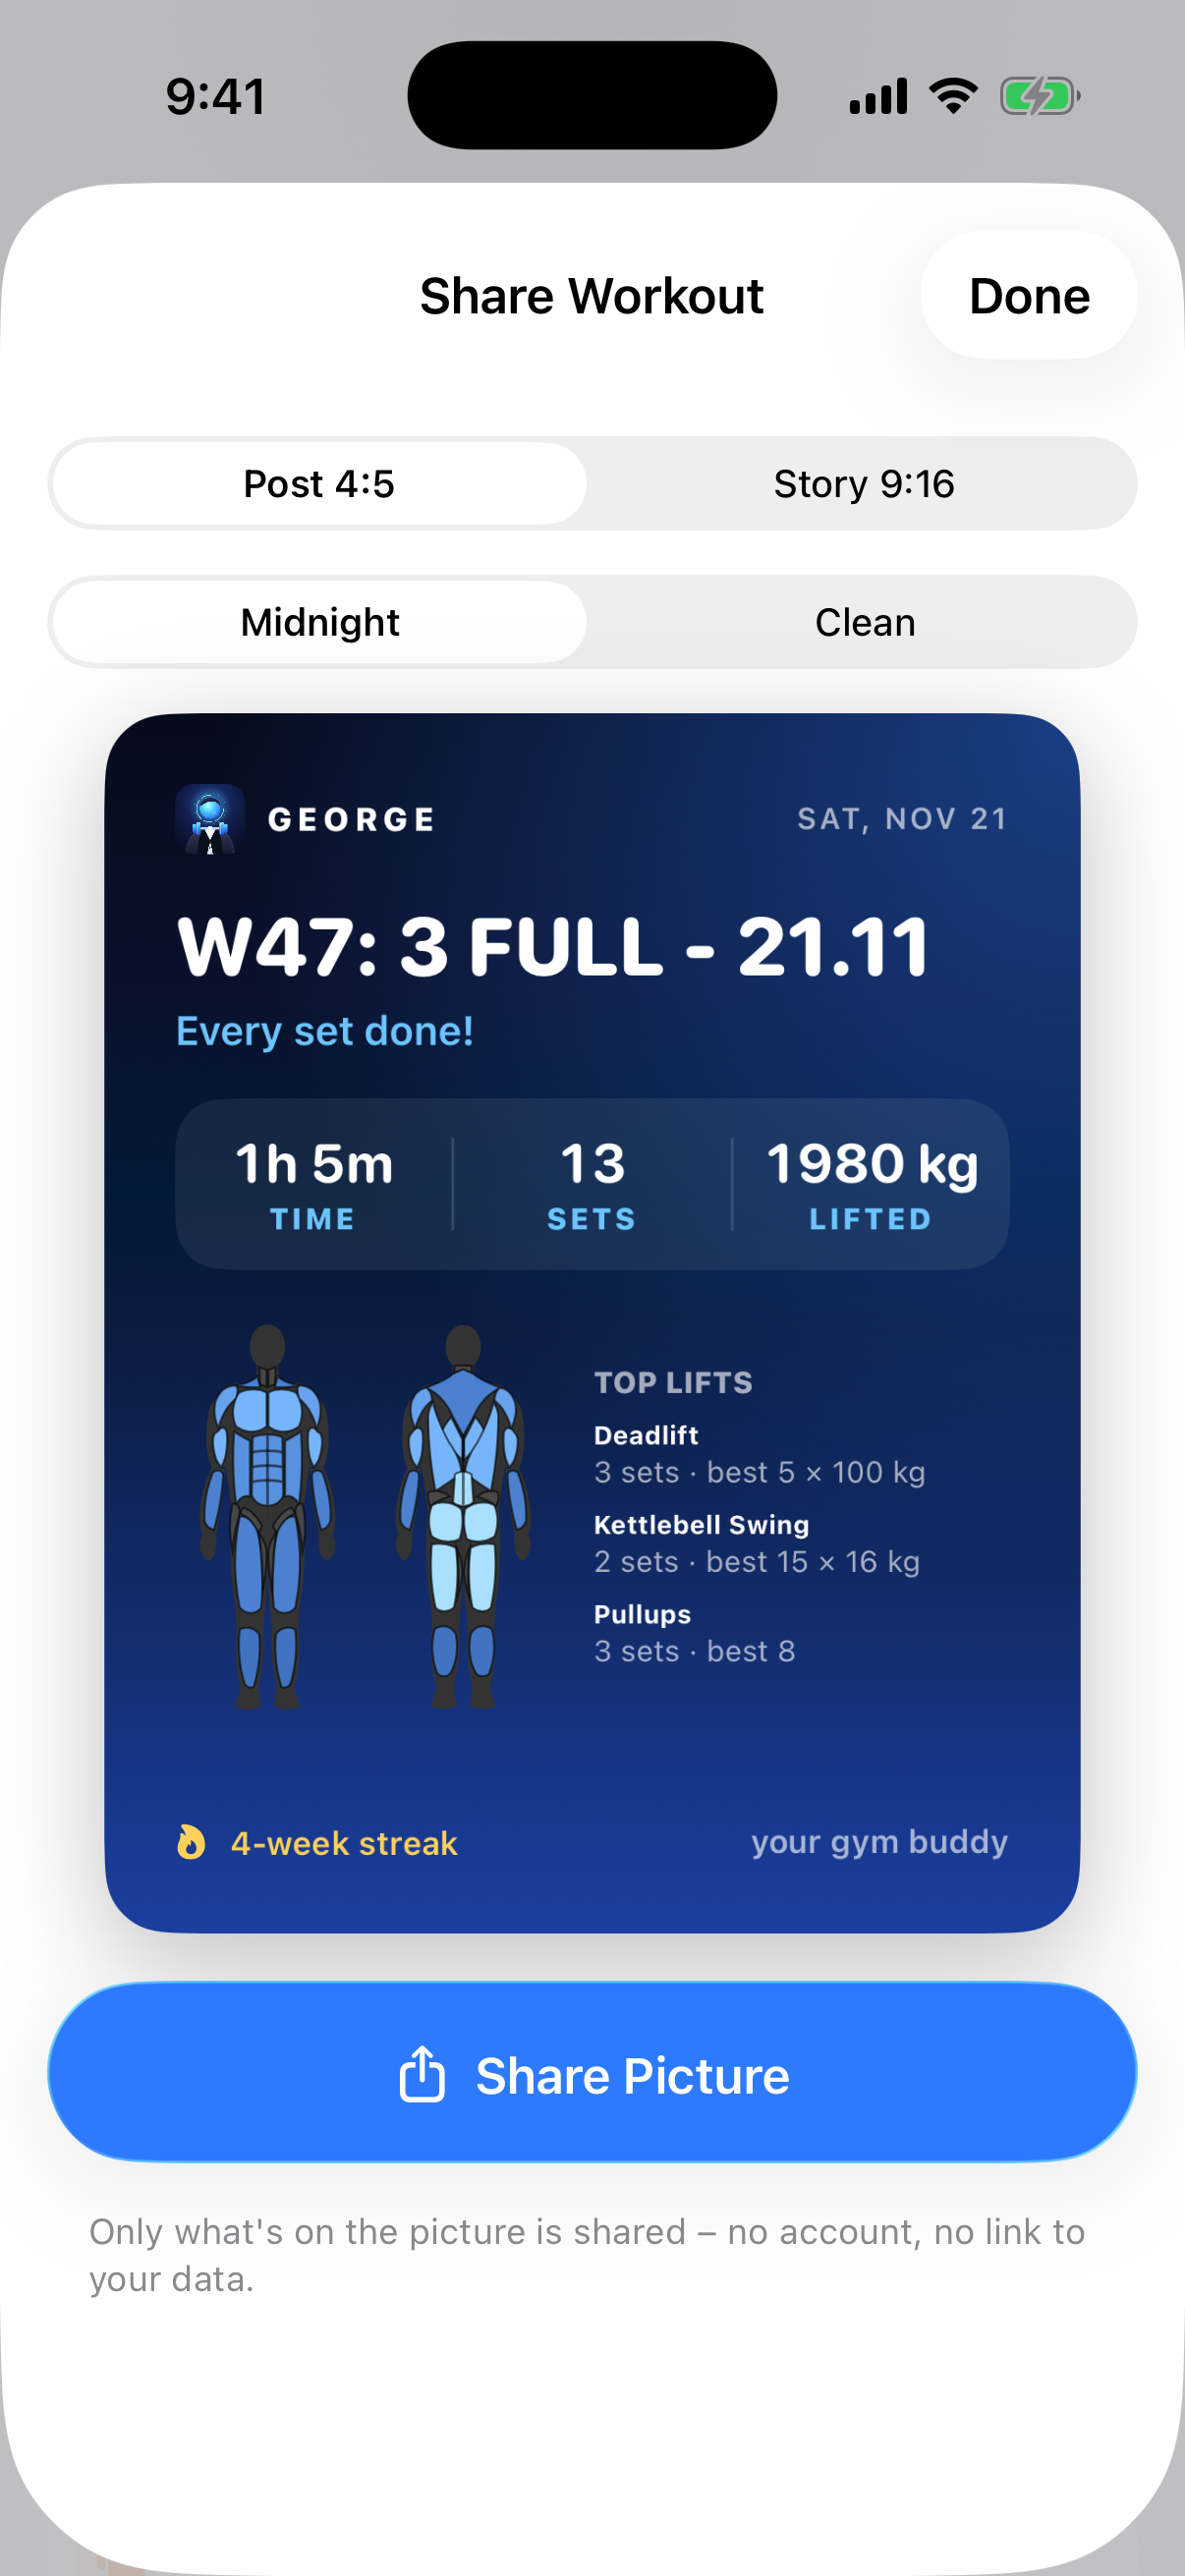 9:41
Share Workout
Done
Post 4:5
Story 9:16
Midnight
Clean
GEORGE
SAT, NOV 21
W47: 3 FULL - 21.11
Every set done!
1h 5m
TIME
13
SETS
1980 kg
LIFTED
TOP LIFTS
Deadlift
3 sets · best 5 × 100 kg
Kettlebell Swing
2 sets · best 15 × 16 kg
Pullups
3 sets · best 8
4-week streak
your gym buddy
Share Picture
Only what's on the picture is shared – no account, no link to
your data.